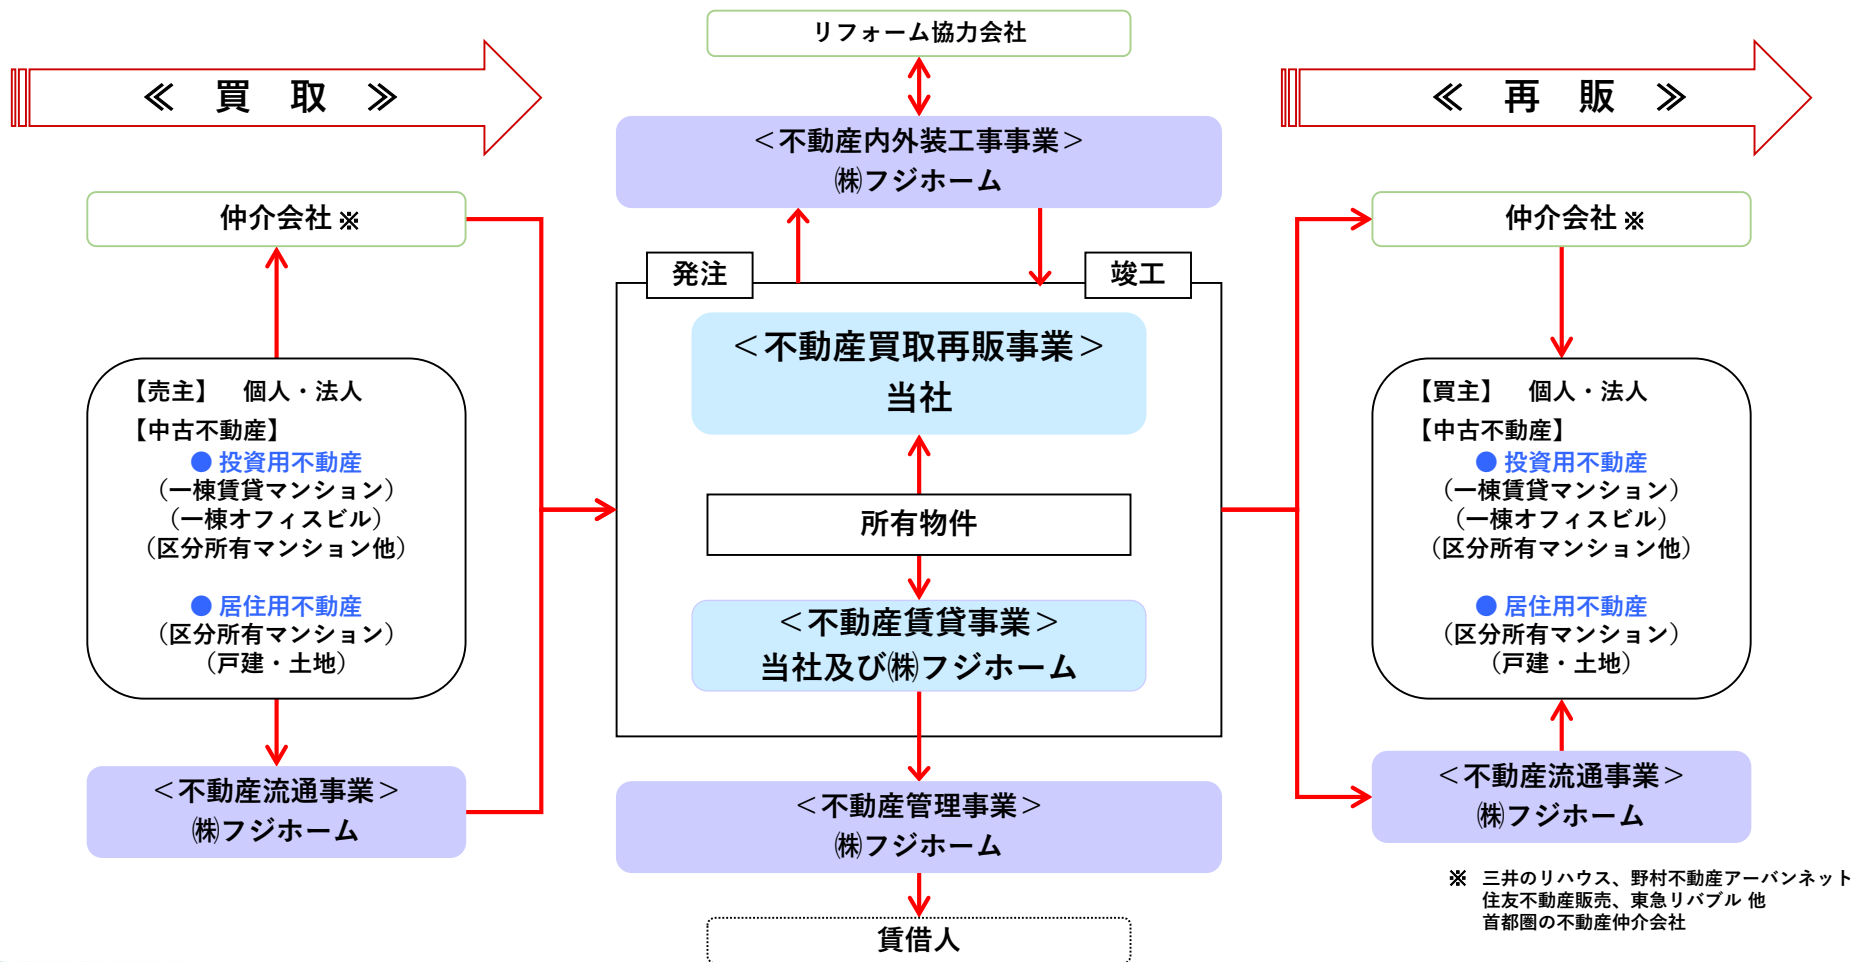 ≪ 買 取 ≫
仲介会社 ※
【売主】 個人・法人
【中古不動産】
● 投資用不動産
（一棟賃貸マンション）
（一棟オフィスビル）
（区分所有マンション他）
● 居住用不動産
（区分所有マンション）
（戸建・土地）
＜不動産流通事業＞
㈱フジホーム
リフォーム協力会社
＜不動産内外装工事事業＞
㈱フジホーム
発注
竣工
＜不動産買取再販事業＞
当社
所有物件
＜不動産賃貸事業＞
当社及び㈱フジホーム
＜不動産管理事業＞
㈱フジホーム
賃借人
≪ 再 販 ≫
仲介会社 ※
【買主】 個人・法人
【中古不動産】
● 投資用不動産
（一棟賃貸マンション）
（一棟オフィスビル）
（区分所有マンション他）
● 居住用不動産
（区分所有マンション）
（戸建・土地）
＜不動産流通事業＞
㈱フジホーム
※ 三井のリハウス、野村不動産アーバンネット
住友不動産販売、東急リバブル 他
首都圏の不動産仲介会社